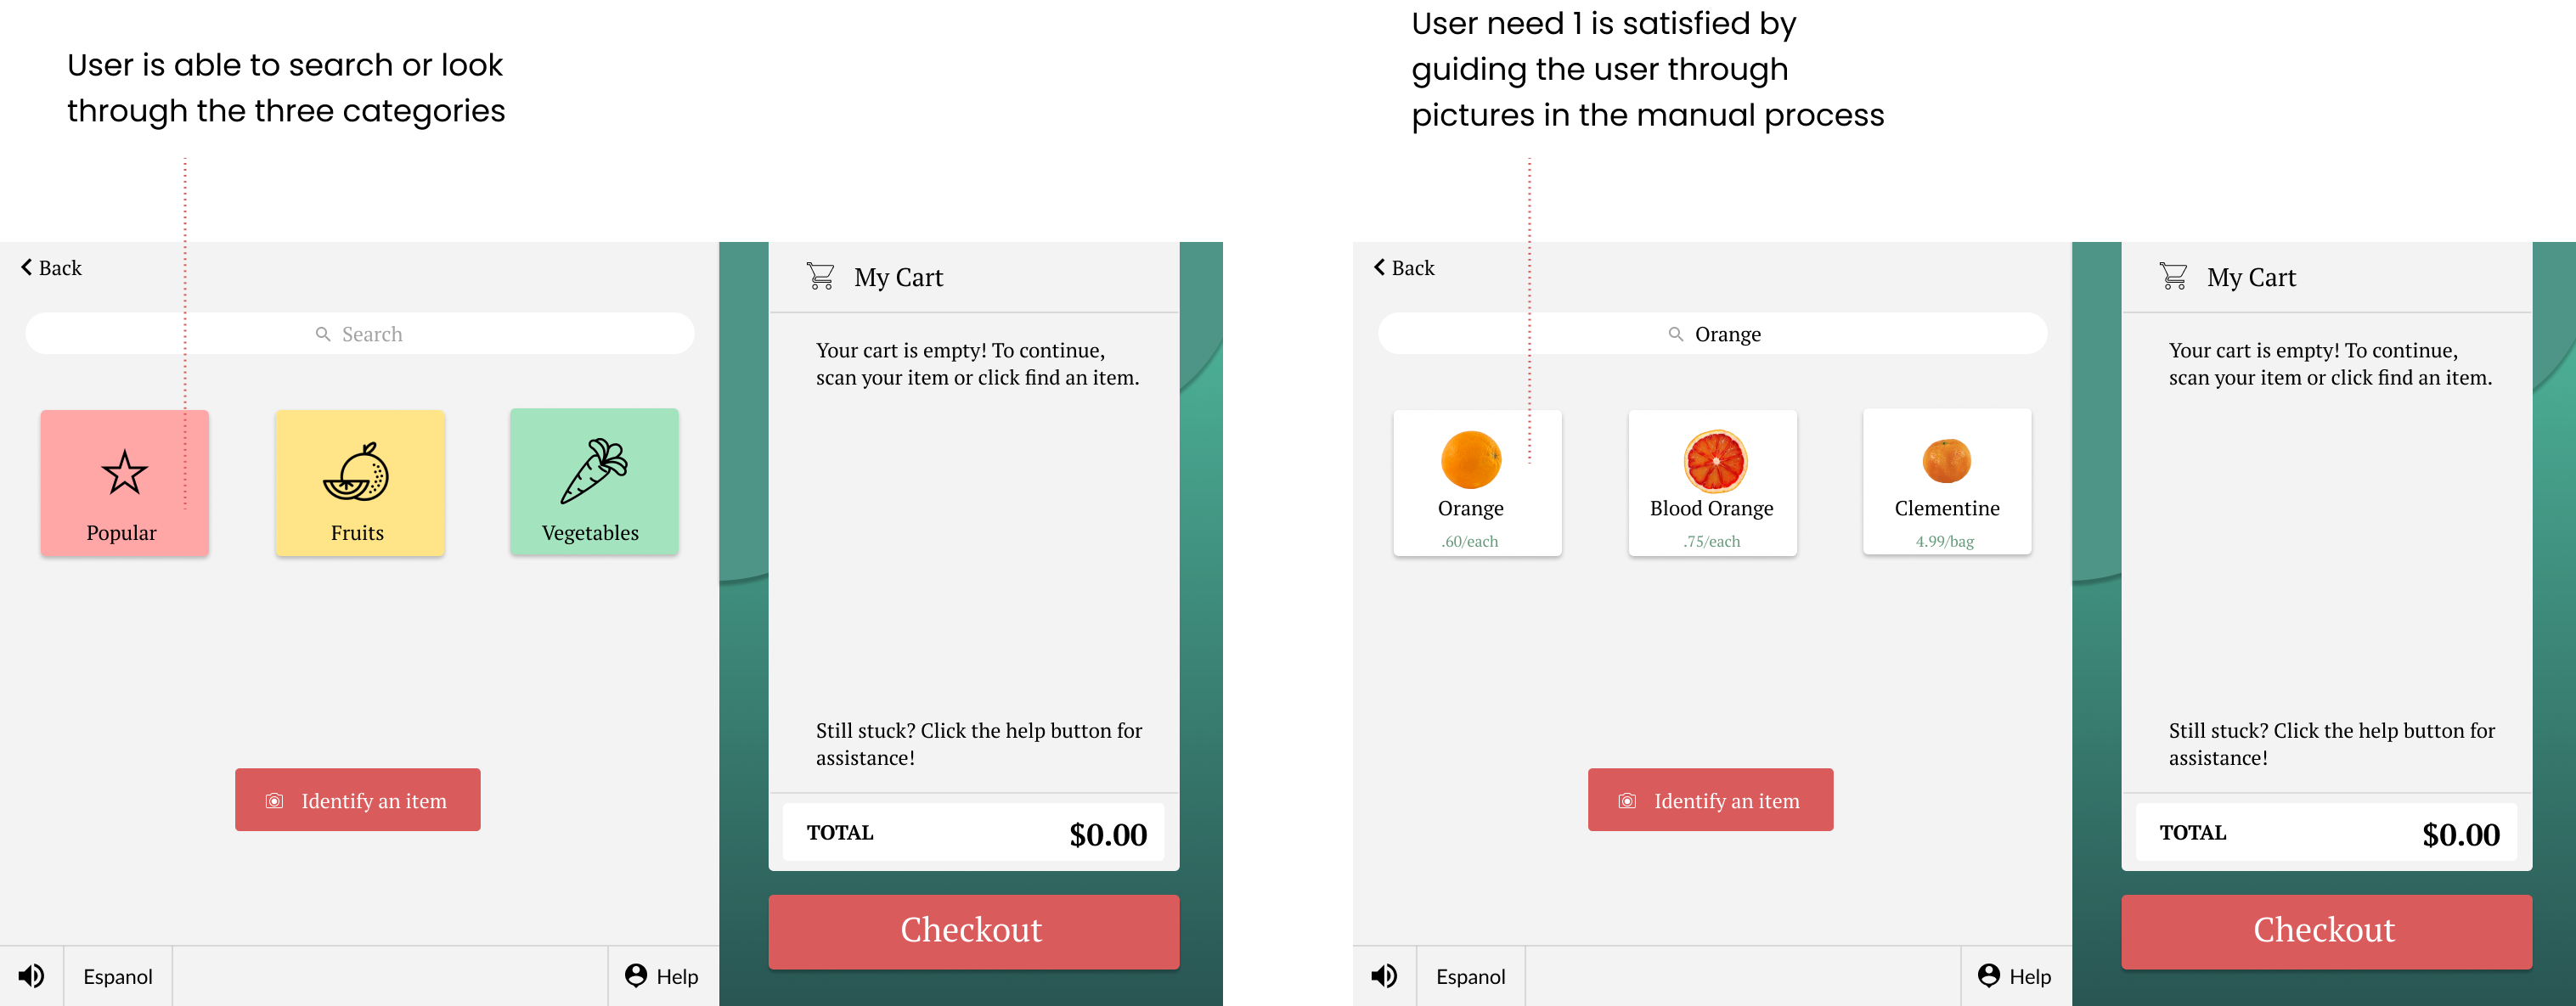 User is able to search or look
through the three categories
Back
Search
Popular
Fruits
Vegetables
Identify an item
Espanol
Help
My Cart
Your cart is empty! To continue,
scan your item or click find an item.
Still stuck? Click the help button for
assistance!
TOTAL $0.00
Checkout
User need 1 is satisfied by
guiding the user through
pictures in the manual process
Back
Orange
Orange
.60/each
Blood Orange
.75/each
Clementine
4.99/bag
Identify an item
Espanol
Help
My Cart
Your cart is empty! To continue,
scan your item or click find an item.
Still stuck? Click the help button for
assistance!
TOTAL $0.00
Checkout